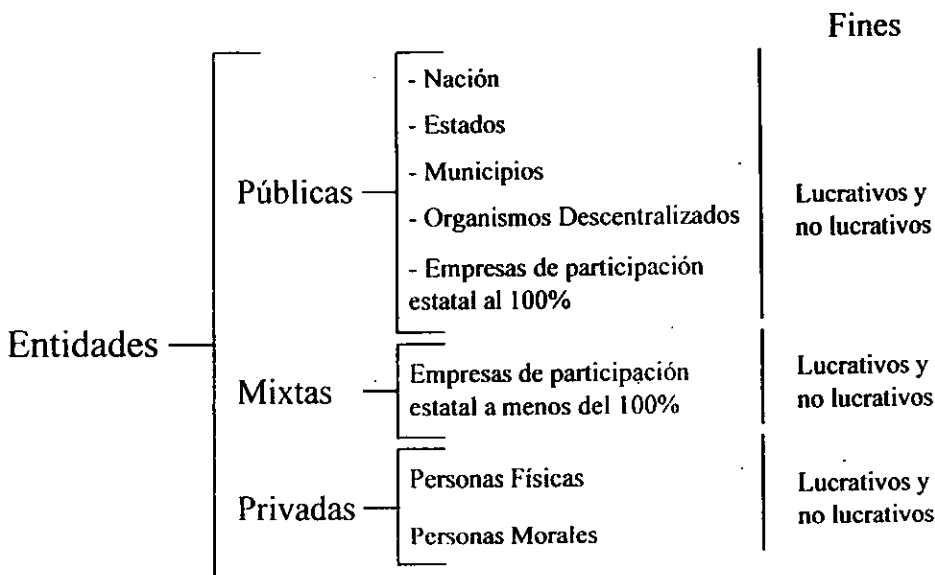 Fines
Entidades
Públicas
- Nación
- Estados
- Municipios
- Organismos Descentralizados
- Empresas de participación
estatal al 100%
Lucrativos y
no lucrativos
Mixtas
Empresas de participación
estatal a menos del 100%
Lucrativos y
no lucrativos
Privadas
Personas Físicas
Personas Morales
Lucrativos y
no lucrativos